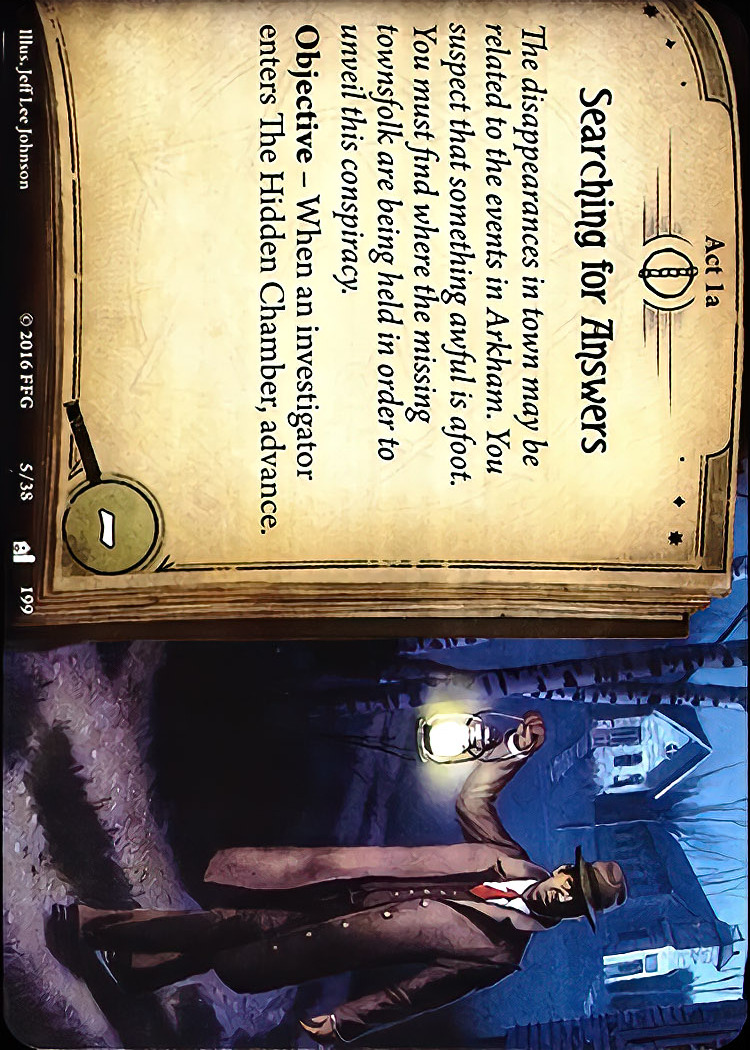 Act 1a
Searching for Answers
The disappearances in town may be
related to the events in Arkham. You
suspect that something awful is afoot.
You must find where the missing
townsfolk are being held in order to
unveil this conspiracy.
Objective – When an investigator
enters The Hidden Chamber, advance.
–
Illus. Jeff Lee Johnson © 2016 FFG 5/38 199